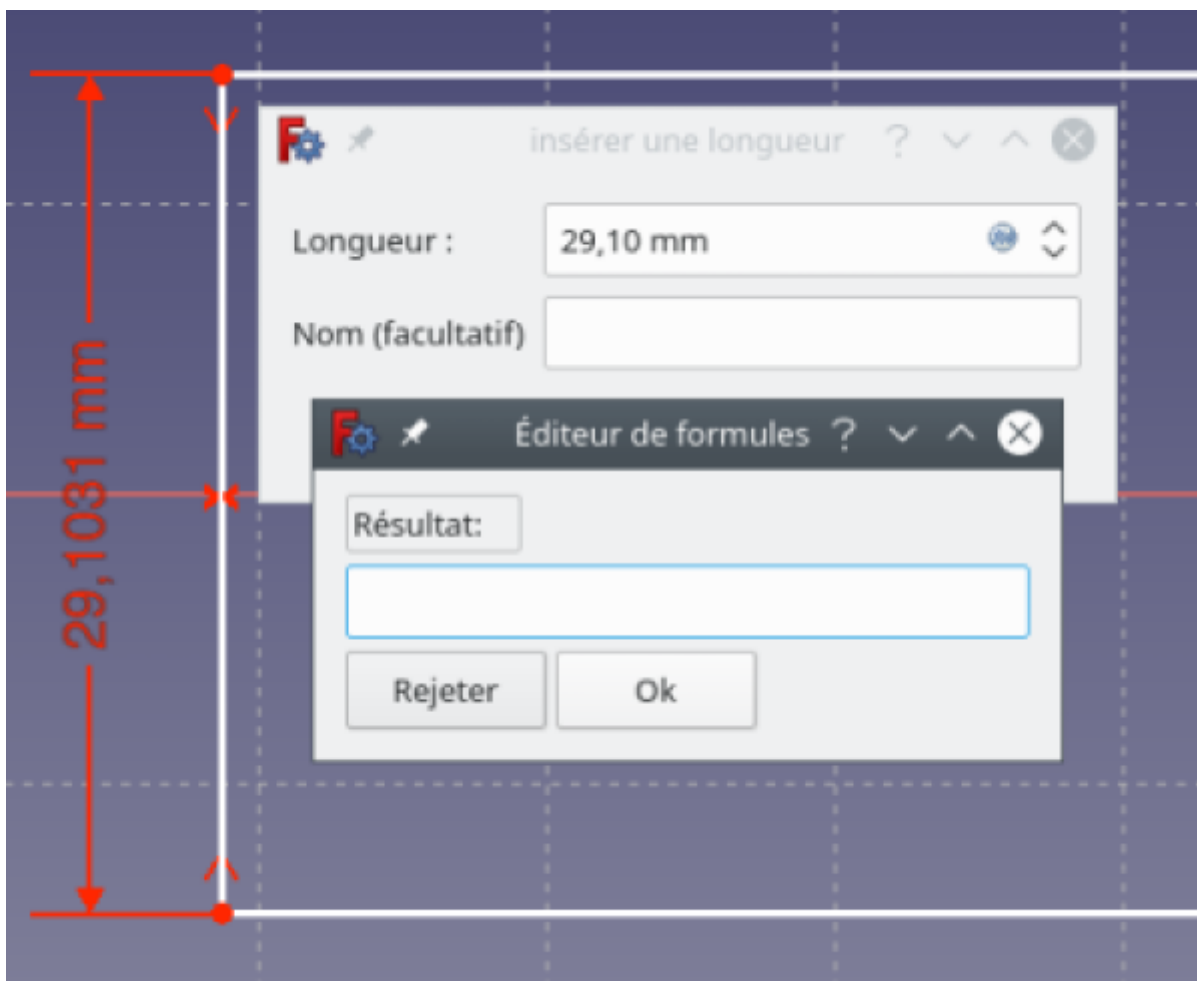 insérer une longueur
Longueur :
29,10 mm
Nom (facultatif)
29,1031 mm
Éditeur de formules
Résultat:
Rejeter
Ok